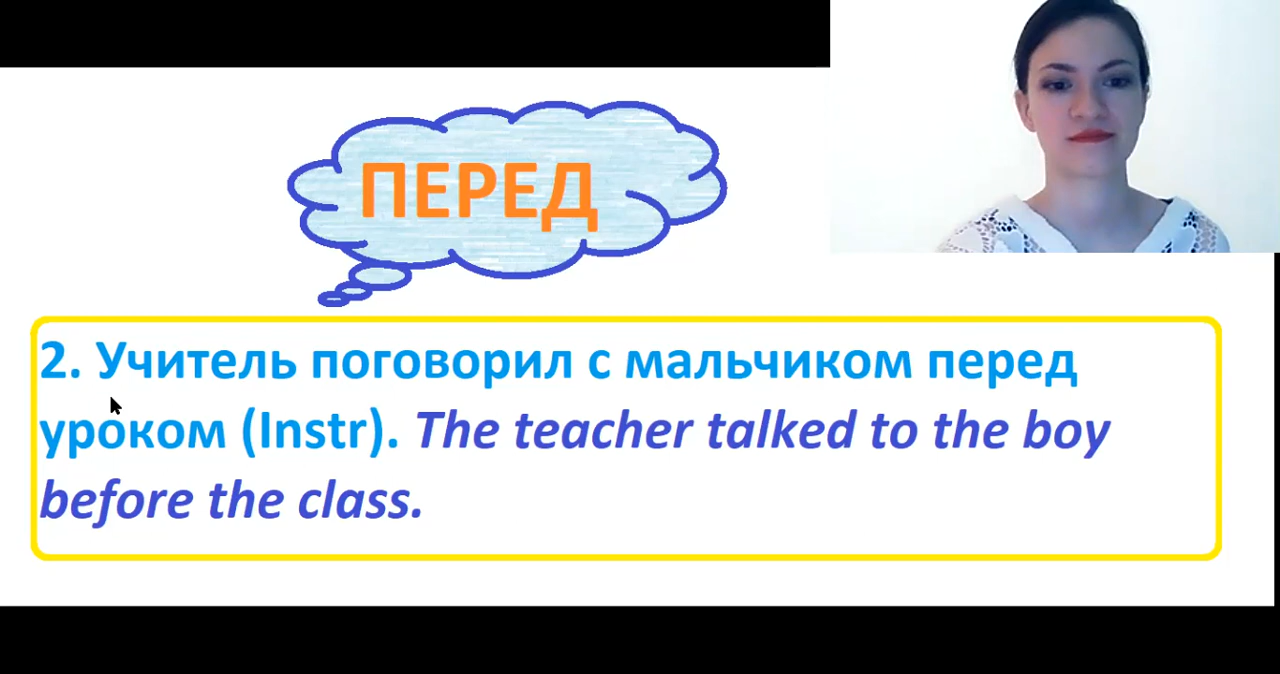 ПЕРЕД
2. Учитель поговорил с мальчиком перед
уроком (Instr). The teacher talked to the boy
before the class.